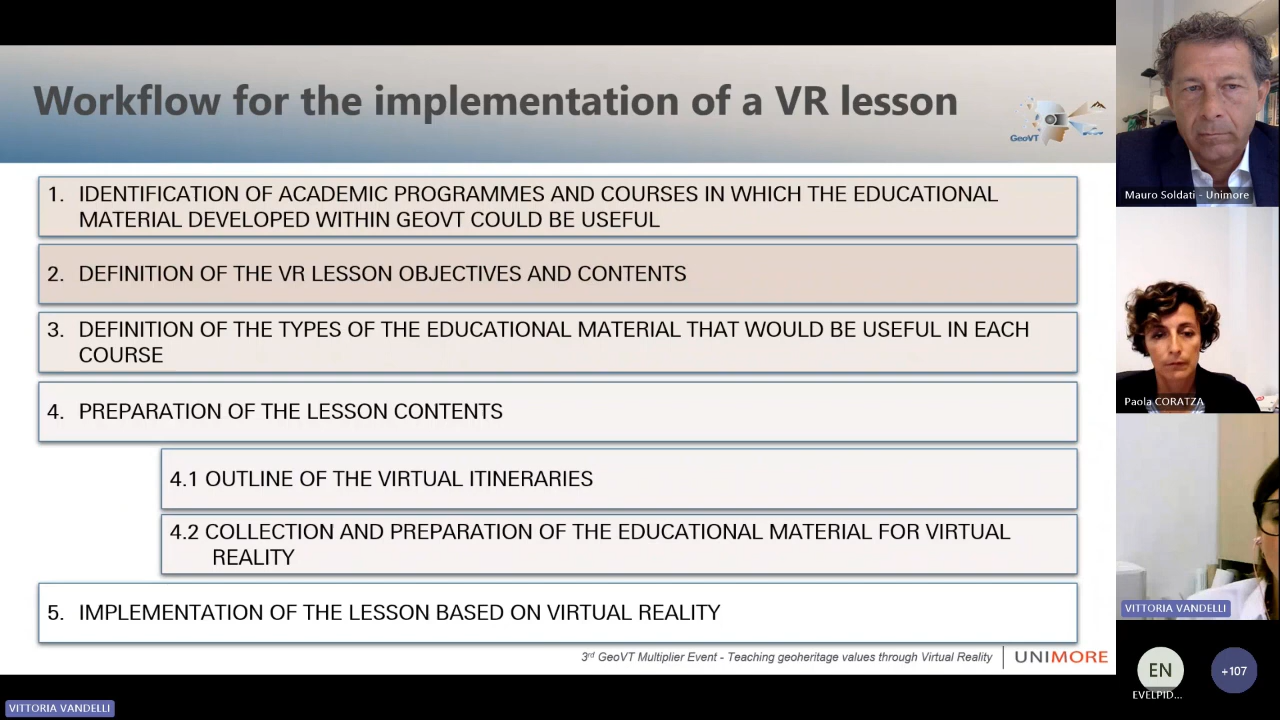 Workflow for the implementation of a VR lesson
GeoVT
1. IDENTIFICATION OF ACADEMIC PROGRAMMES AND COURSES IN WHICH THE EDUCATIONAL
MATERIAL DEVELOPED WITHIN GEOVT COULD BE USEFUL
2. DEFINITION OF THE VR LESSON OBJECTIVES AND CONTENTS
3. DEFINITION OF THE TYPES OF THE EDUCATIONAL MATERIAL THAT WOULD BE USEFUL IN EACH
COURSE
4. PREPARATION OF THE LESSON CONTENTS
4.1 OUTLINE OF THE VIRTUAL ITINERARIES
4.2 COLLECTION AND PREPARATION OF THE EDUCATIONAL MATERIAL FOR VIRTUAL
REALITY
5. IMPLEMENTATION OF THE LESSON BASED ON VIRTUAL REALITY
3rd GeoVT Multiplier Event - Teaching geoheritage values through Virtual Reality
UNIMORE
VITTORIA VANDELLI
Mauro Soldati - Unimore
Paola CORATZA
VITTORIA VANDELLI
EN
EVELPID...
+107